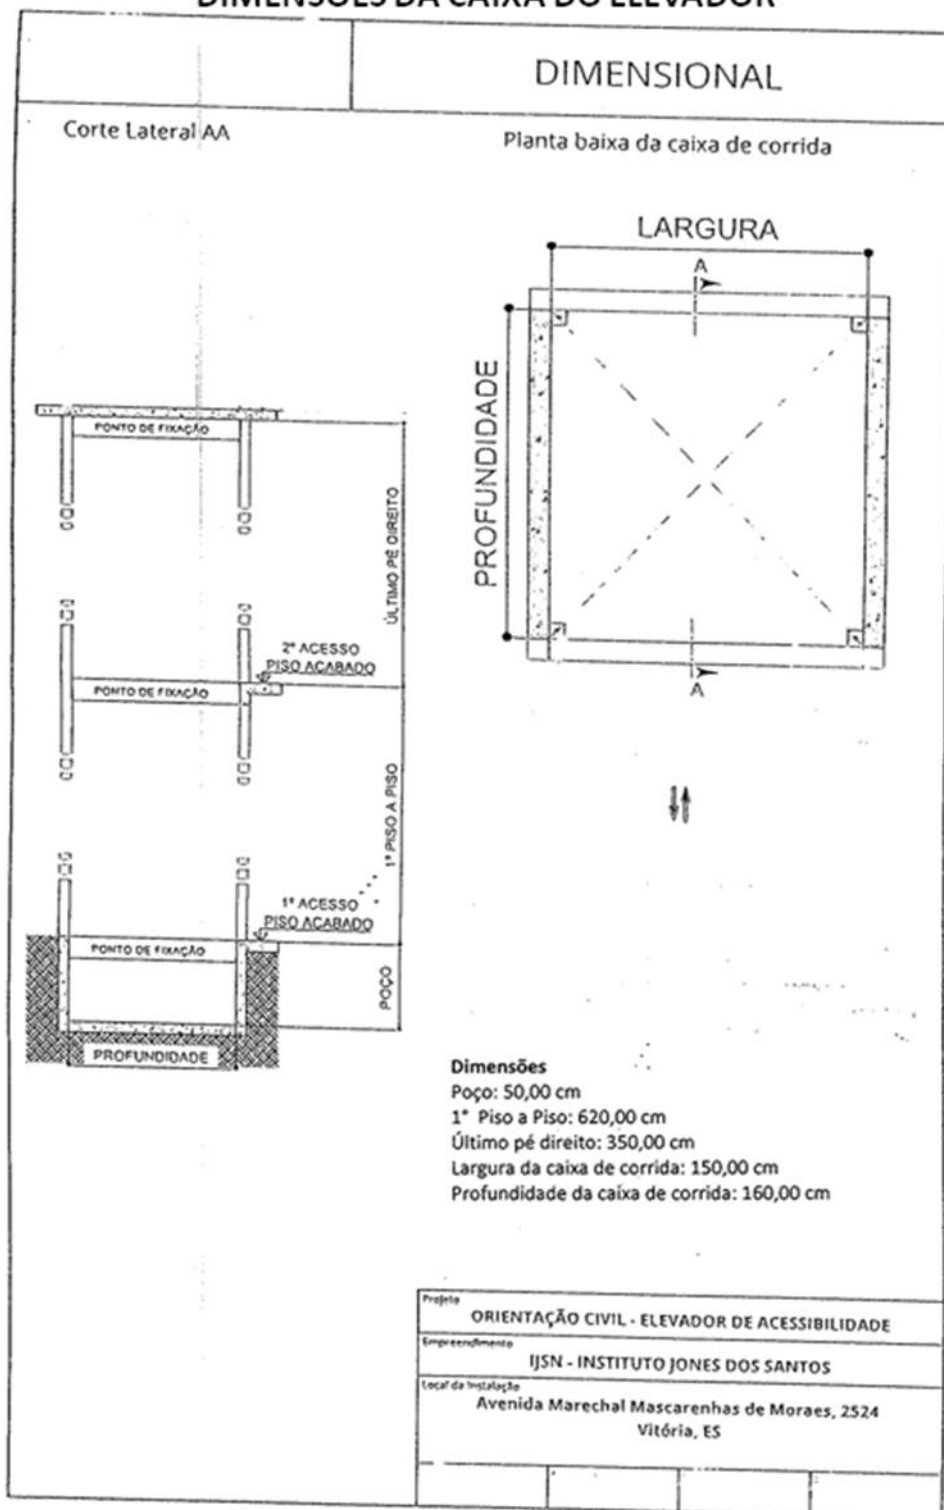 DIMENSÕES DA CAIXA DO ELEVADOR
DIMENSIONAL
Corte Lateral AA
Planta baixa da caixa de corrida
LARGURA
A
PROFUNDIDADE
A
PONTO DE FIXAÇÃO
ÚLTIMO PÉ DIREITO
2º ACESSO
PISO ACABADO
PONTO DE FIXAÇÃO
1º PISO A PISO
1º ACESSO
PISO ACABADO
PONTO DE FIXAÇÃO
POÇO
PROFUNDIDADE
Dimensões
Poço: 50,00 cm
1° Piso a Piso: 620,00 cm
Último pé direito: 350,00 cm
Largura da caixa de corrida: 150,00 cm
Profundidade da caixa de corrida: 160,00 cm
Projeto
ORIENTAÇÃO CIVIL - ELEVADOR DE ACESSIBILIDADE
Empreendimento
IJSN - INSTITUTO JONES DOS SANTOS
Local da Instalação
Avenida Marechal Mascarenhas de Moraes, 2524
Vitória, ES